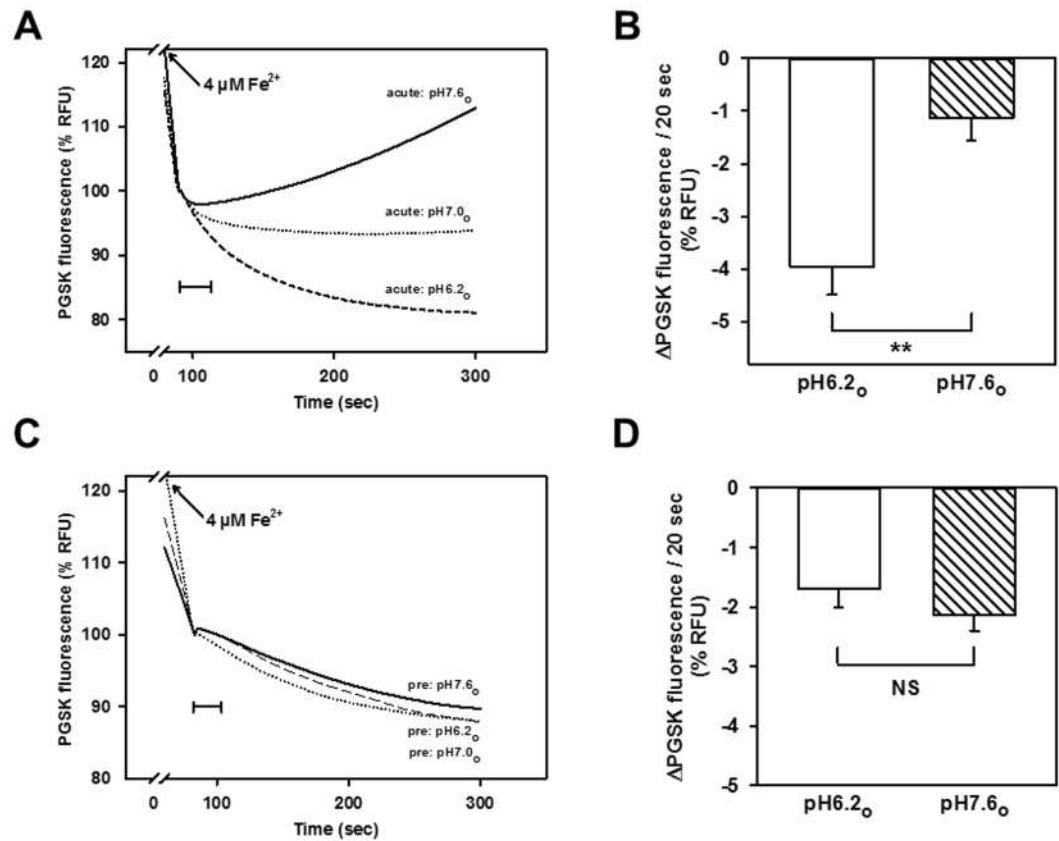 A
PGSK fluorescence (% RFU)
120
110
100
90
80
4 µM Fe2+
acute: pH7.6o
acute: pH7.0o
acute: pH6.2o
0 100 200 300
Time (sec)
B
ΔPGSK fluorescence / 20 sec
(% RFU)
0
-1
-2
-3
-4
-5
**
pH6.2o pH7.6o
C
PGSK fluorescence (% RFU)
120
110
100
90
80
4 µM Fe2+
pre: pH7.6o
pre: pH6.2o
pre: pH7.0o
0 100 200 300
Time (sec)
D
ΔPGSK fluorescence / 20 sec
(% RFU)
0
-1
-2
-3
-4
-5
NS
pH6.2o pH7.6o